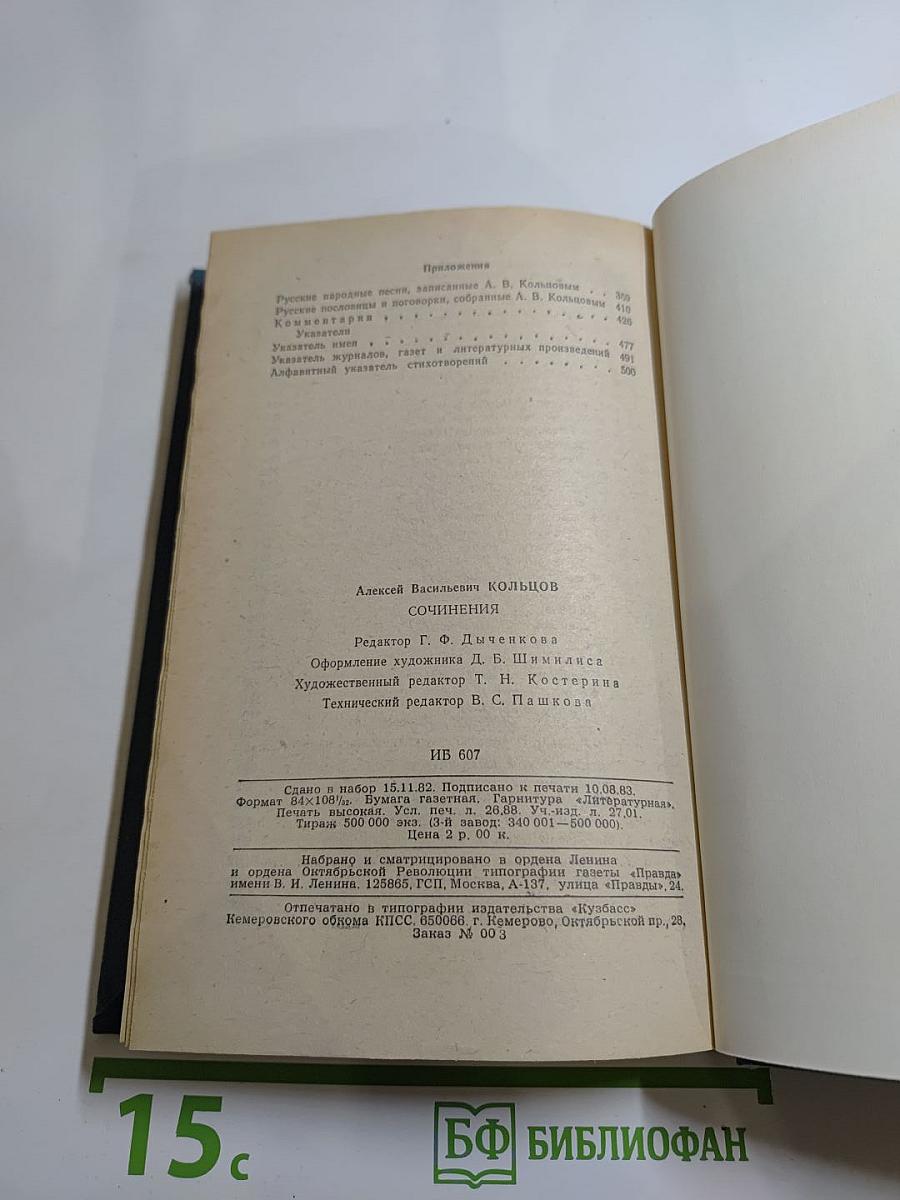 Приложения
Русские народные песни, записанные А. В. Кольцовым . . 369
Русские пословицы и поговорки, собранные А. В. Кольцовым 410
Комментарии . . . . . . . . . . . . . 426
Указатели
Указатель имен . . . . . . . . . . . . . 477
Указатель журналов, газет и литературных произведений 491
Алфавитный указатель стихотворений . . . . . . . . 506
Алексей Васильевич КОЛЬЦОВ
СОЧИНЕНИЯ
Редактор Г. Ф. Дыченкова
Оформление художника Д. Б. Шимилиса
Художественный редактор Т. Н. Костерина
Технический редактор В. С. Пашкова
ИБ 607
Сдано в набор 15.11.82. Подписано к печати 10.08.83.
Формат 84×108¹/₃₂. Бумага газетная. Гарнитура «Литературная».
Печать высокая. Усл. печ. л. 26,88. Уч.-изд. л. 27,01.
Тираж 500 000 экз. (3-й завод: 340 001—500 000).
Цена 2 р. 00 к.
Набрано и сматрицировано в ордена Ленина
и ордена Октябрьской Революции типографии газеты «Правда»
имени В. И. Ленина. 125865, ГСП, Москва, А-137, улица «Правды», 24.
Отпечатано в типографии издательства «Кузбасс»
Кемеровского обкома КПСС, 650066, г. Кемерово, Октябрьской пр., 28,
Заказ № 003
15 с
БФ БИБЛИОФАН